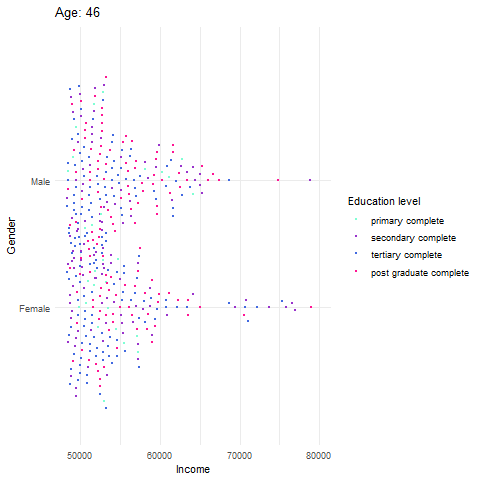 Age: 46
Gender
Male
Female
50000
60000
70000
80000
Income
Education level
primary complete
secondary complete
tertiary complete
post graduate complete